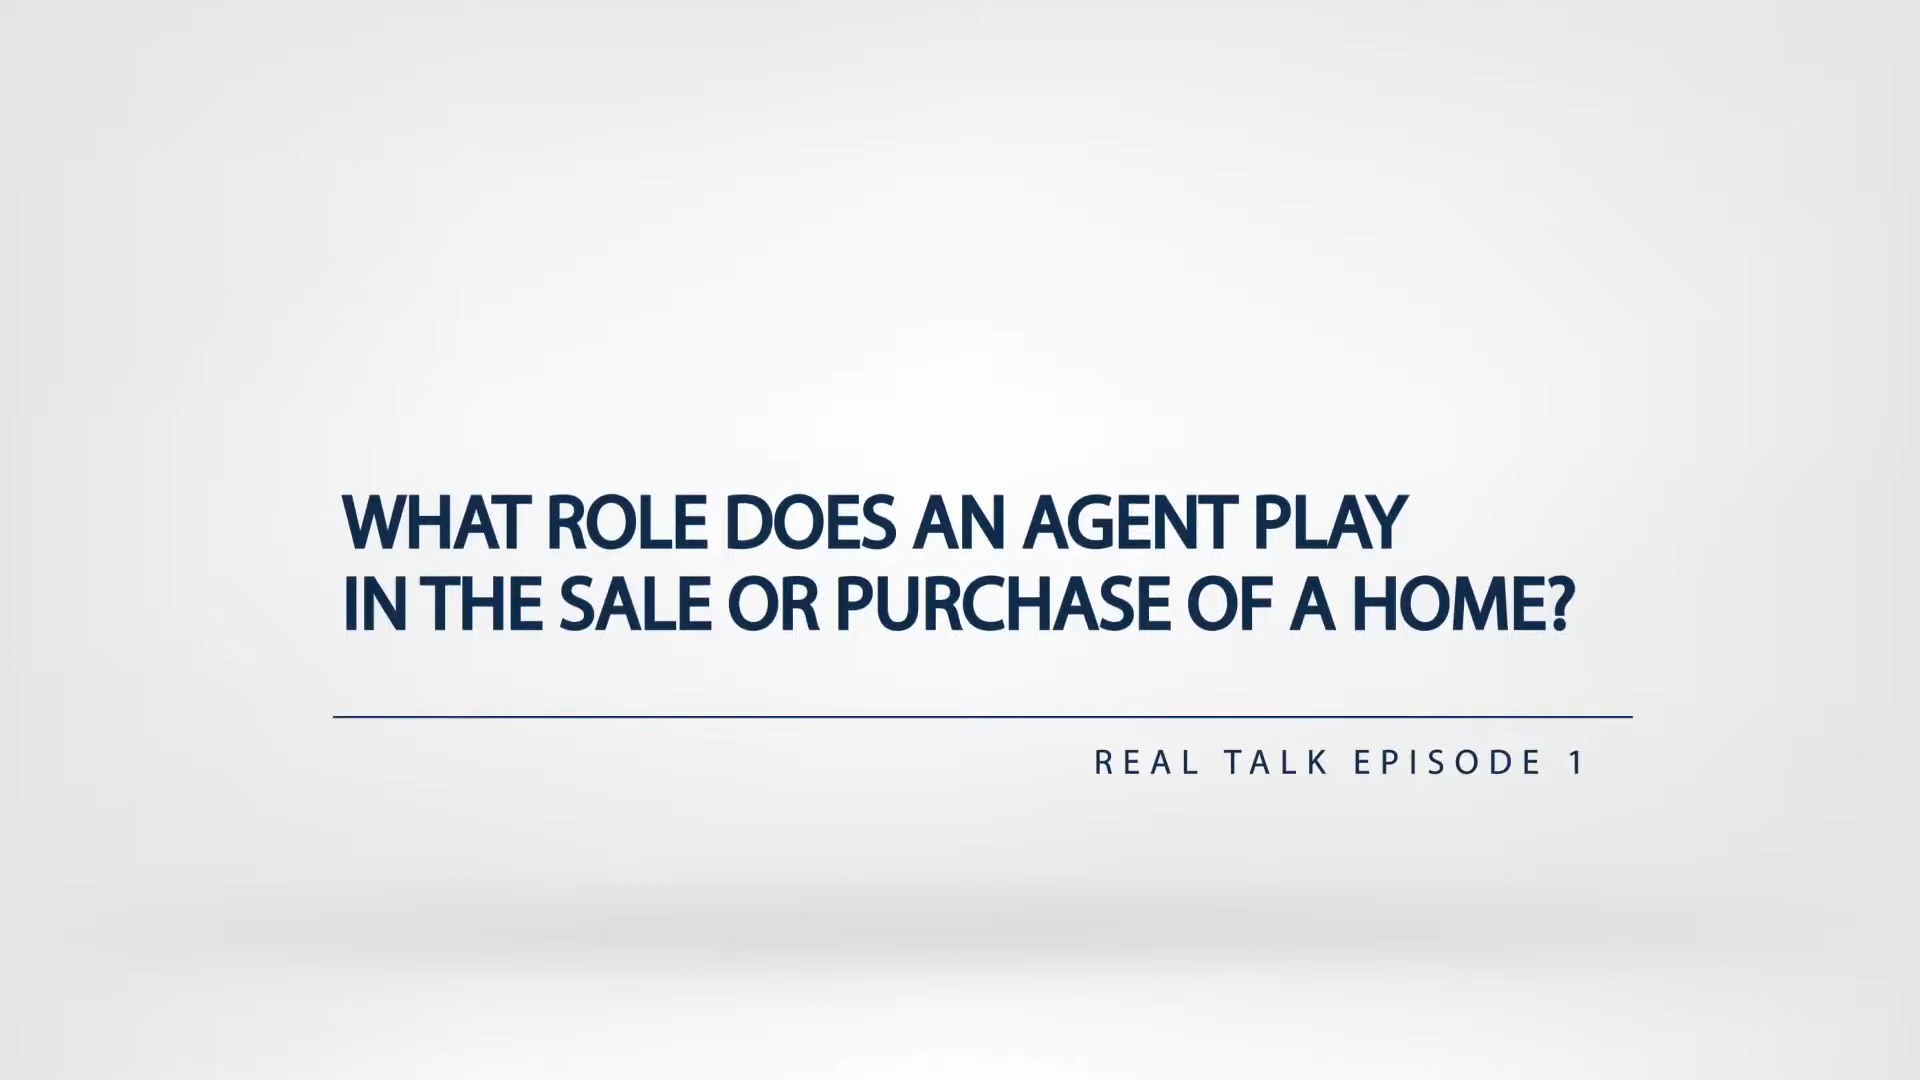 WHAT ROLE DOES AN AGENT PLAY
IN THE SALE OR PURCHASE OF A HOME?
REAL TALK EPISODE 1